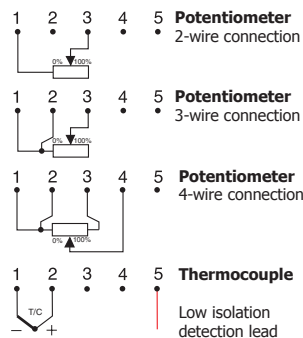 1 2 3 4 5 Potentiometer
2-wire connection
0% 100%
1 2 3 4 5 Potentiometer
3-wire connection
0% 100%
1 2 3 4 5 Potentiometer
4-wire connection
0% 100%
1 2 3 4 5 Thermocouple
T/C
Low isolation
– + detection lead